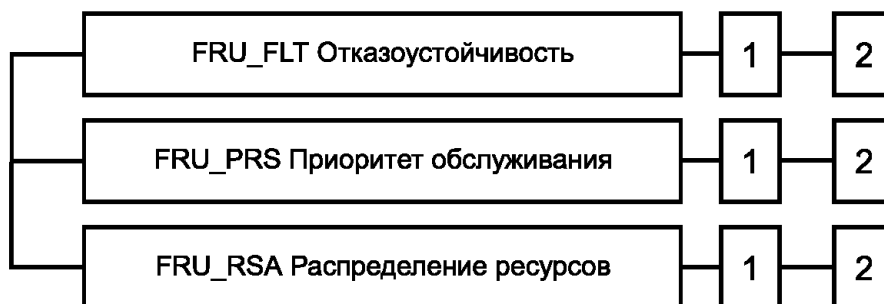 FRU_FLT Отказоустойчивость 1 2
FRU_PRS Приоритет обслуживания 1 2
FRU_RSA Распределение ресурсов 1 2